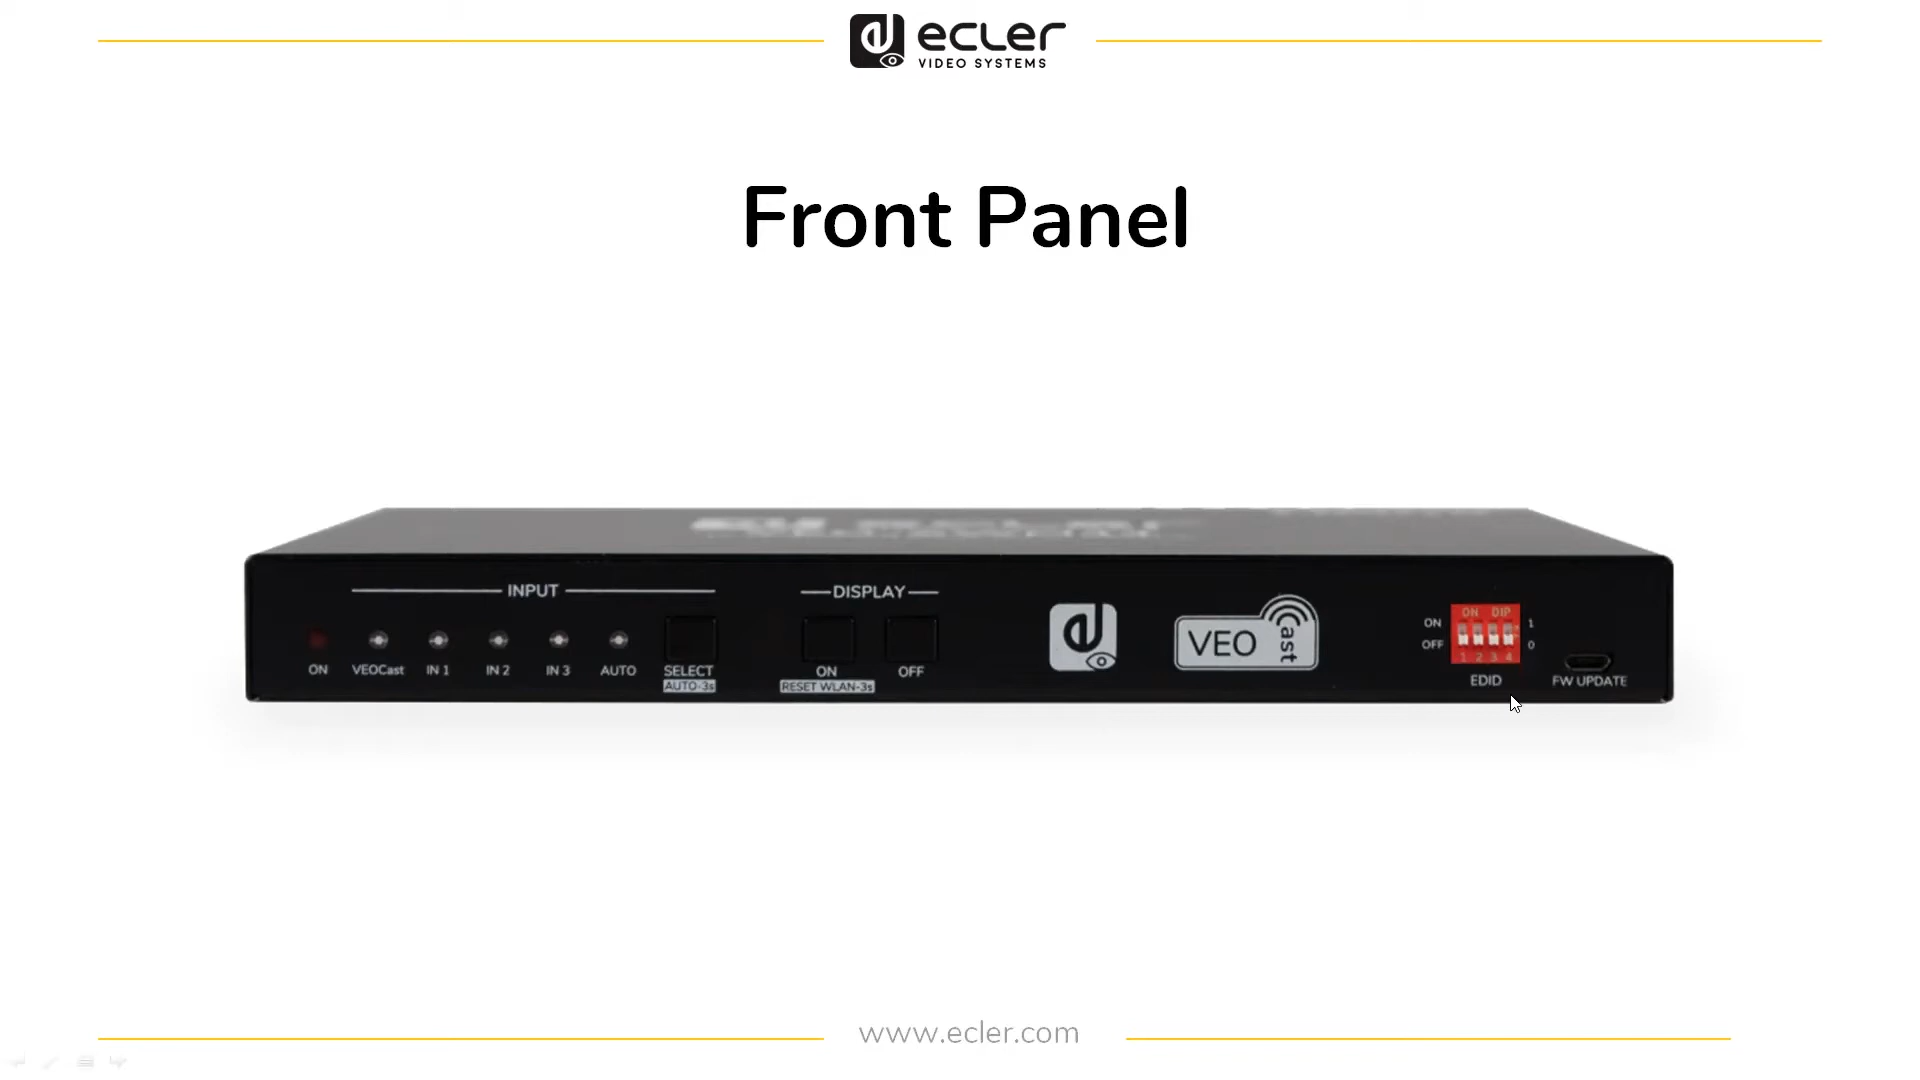 ecler
VIDEO SYSTEMS
Front Panel
INPUT
DISPLAY
VEO Cast
ON DIP
ON 1
OFF 0
1 2 3 4
ON VEOCast IN 1 IN 2 IN 3 AUTO SELECT ON OFF
AUTO-3s RESET WLAN-3s
EDID FW UPDATE
www.ecler.com